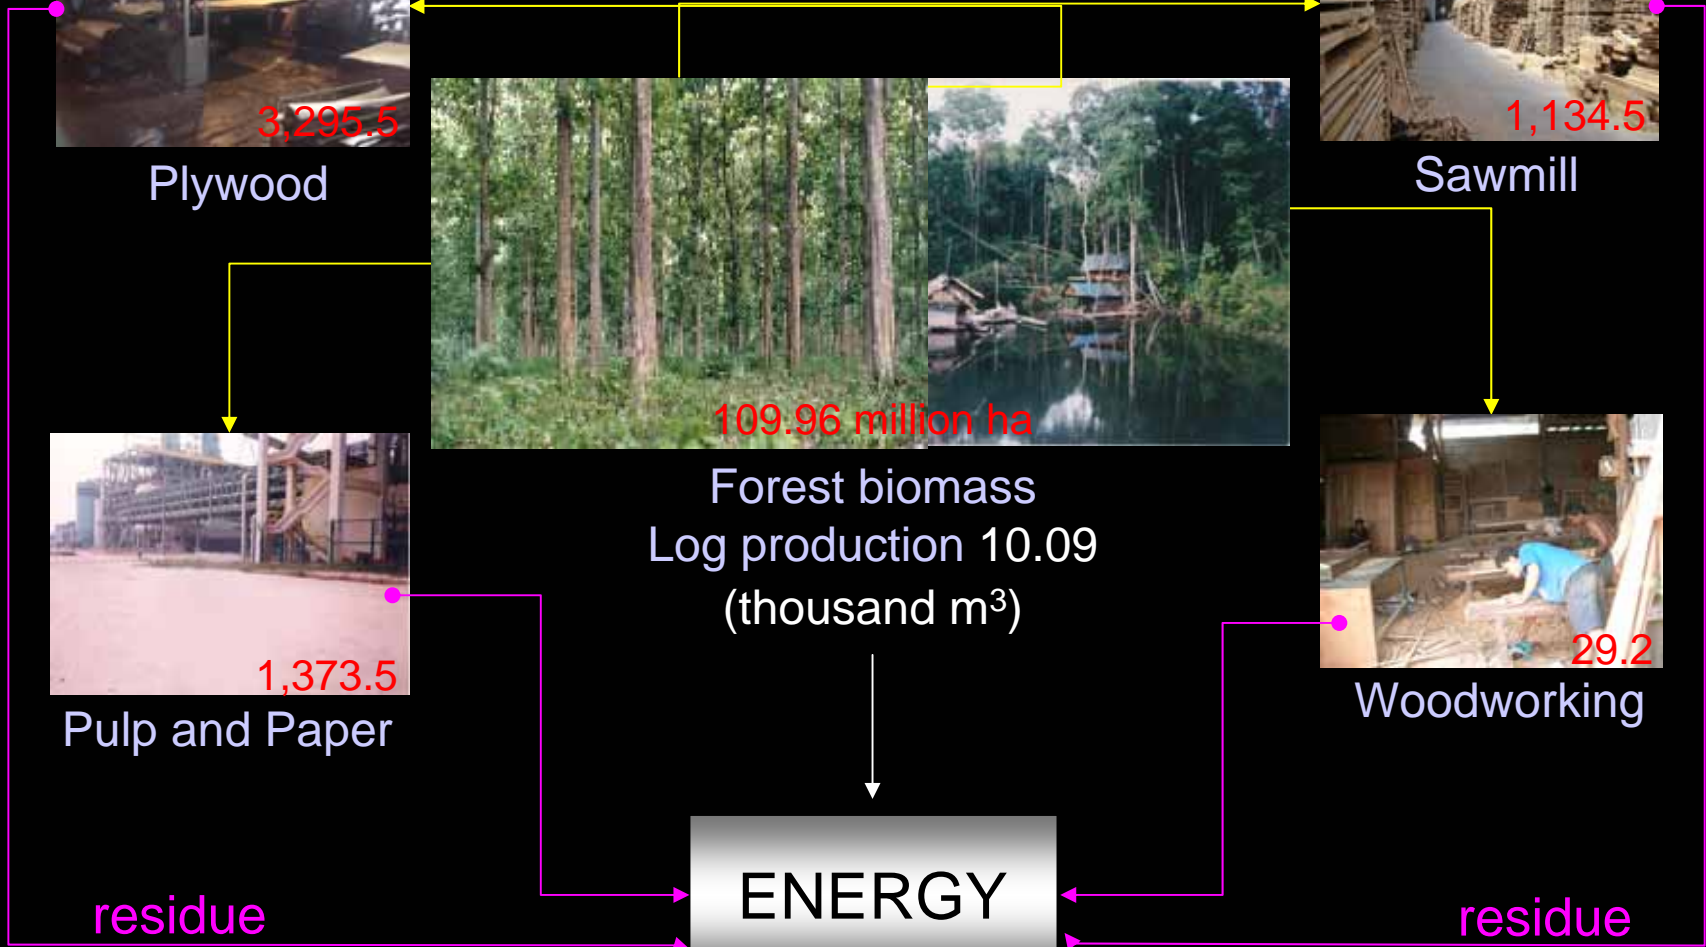 3,295.5
Plywood
1,134.5
Sawmill
109.96 million ha
Forest biomass
Log production 10.09
(thousand m³)
1,373.5
Pulp and Paper
29.2
Woodworking
ENERGY
residue
residue